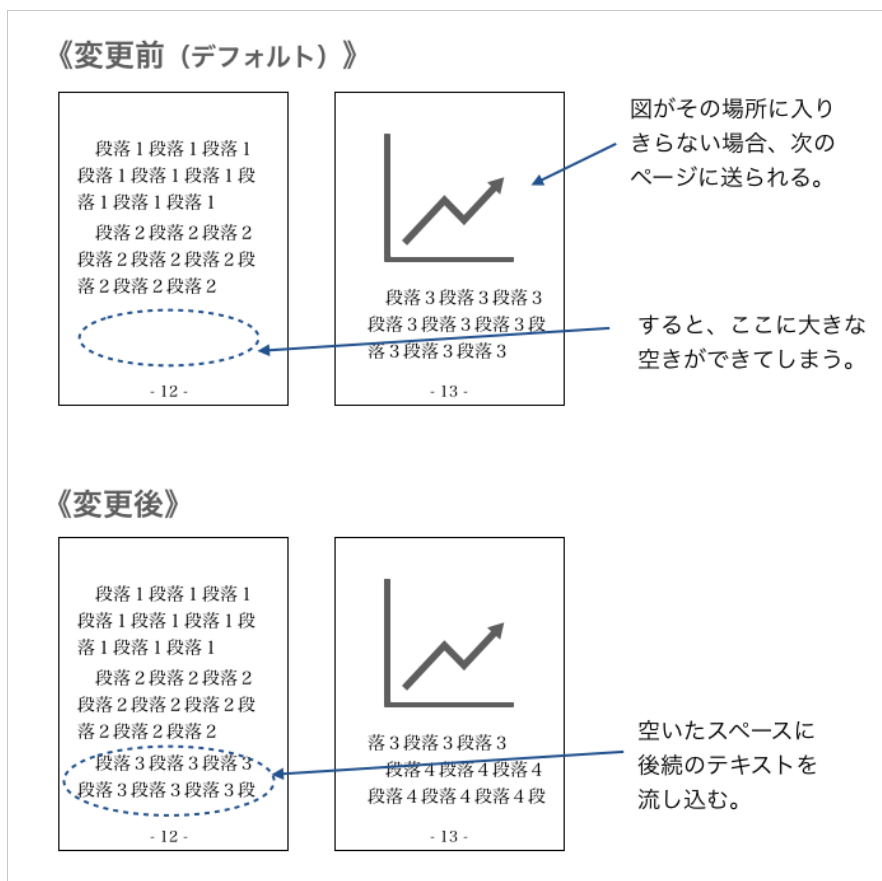 《変更前(デフォルト)》
段落1段落1段落1
段落1段落1段落1段
落1段落1段落1
段落2段落2段落2
段落2段落2段落2段
落2段落2段落2
- 12 -
段落3段落3段落3
段落3段落3段落3段
落3段落3段落3
- 13 -
図がその場所に入り
きらない場合、次の
ページに送られる。
すると、ここに大きな
空きができてしまう。
《変更後》
段落1段落1段落1
段落1段落1段落1段
落1段落1段落1
段落2段落2段落2
段落2段落2段落2段
落2段落2段落2
段落3段落3段落3
段落3段落3段落3段
- 12 -
落3段落3段落3
段落4段落4段落4
段落4段落4段落4段
- 13 -
空いたスペースに
後続のテキストを
流し込む。